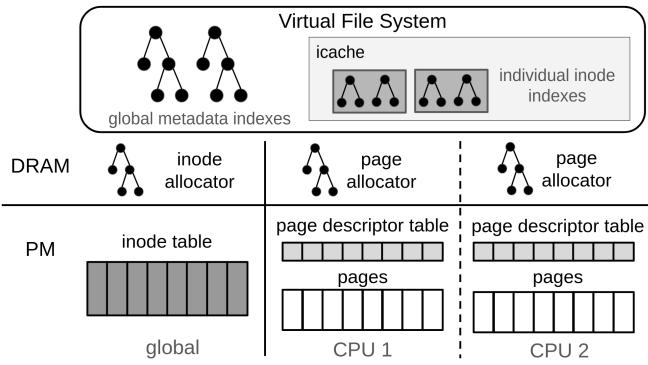 Virtual File System
icache
individual inode
indexes
global metadata indexes
DRAM
inode
allocator
page
allocator
page
allocator
PM
inode table
page descriptor table
page descriptor table
pages
pages
global
CPU 1
CPU 2